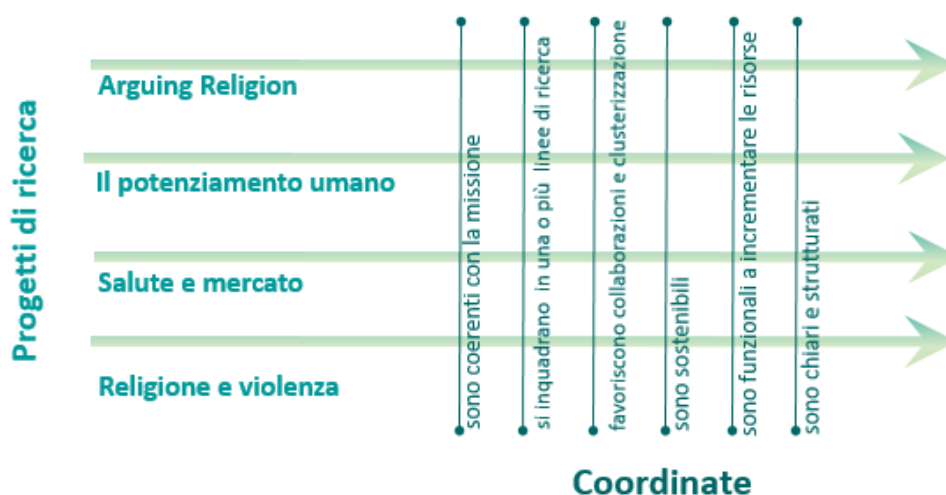 Progetti di ricerca
Arguing Religion
Il potenziamento umano
Salute e mercato
Religione e violenza
sono coerenti con la missione
si inquadrano in una o più linee di ricerca
favoriscono collaborazioni e clusterizzazione
sono sostenibili
sono funzionali a incrementare le risorse
sono chiari e strutturati
Coordinate